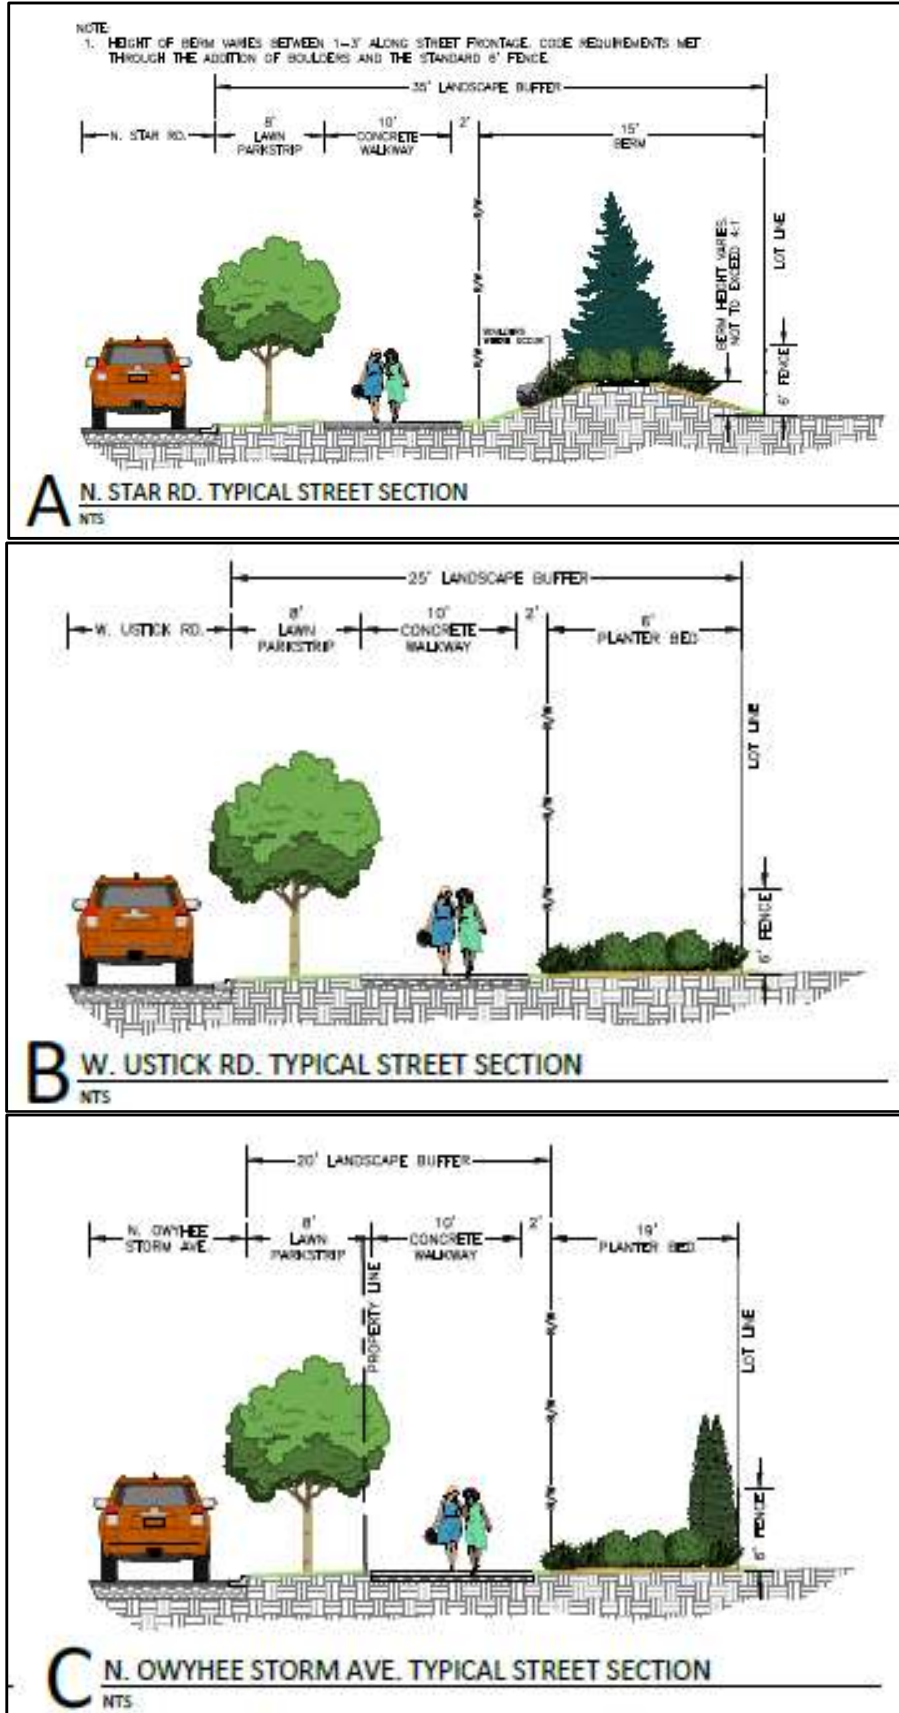 NOTE:
1. HEIGHT OF BERM VARIES BETWEEN 1-3' ALONG STREET FRONTAGE. CODE REQUIREMENTS MET
THROUGH THE ADDITION OF BOULDERS AND THE STANDARD 6' FENCE.
35' LANDSCAPE BUFFER
N. STAR RD.
8'
LAWN
PARKSTRIP
10'
CONCRETE
WALKWAY
2'
15'
BERM
R/W
R/W
R/W
BOULDERS
WHERE OCCUR
BERM HEIGHT VARIES.
NOT TO EXCEED 4:1
LOT LINE
6' FENCE
A N. STAR RD. TYPICAL STREET SECTION
NTS
25' LANDSCAPE BUFFER
W. USTICK RD.
8'
LAWN
PARKSTRIP
10'
CONCRETE
WALKWAY
2'
PLANTER BED
R/W
R/W
R/W
LOT LINE
6' FENCE
B W. USTICK RD. TYPICAL STREET SECTION
NTS
20' LANDSCAPE BUFFER
N. OWYHEE
STORM AVE.
8'
LAWN
PARKSTRIP
10'
CONCRETE
WALKWAY
2'
19'
PLANTER BED
PROPERTY LINE
R/W
R/W
R/W
LOT LINE
6' FENCE
C N. OWYHEE STORM AVE. TYPICAL STREET SECTION
NTS